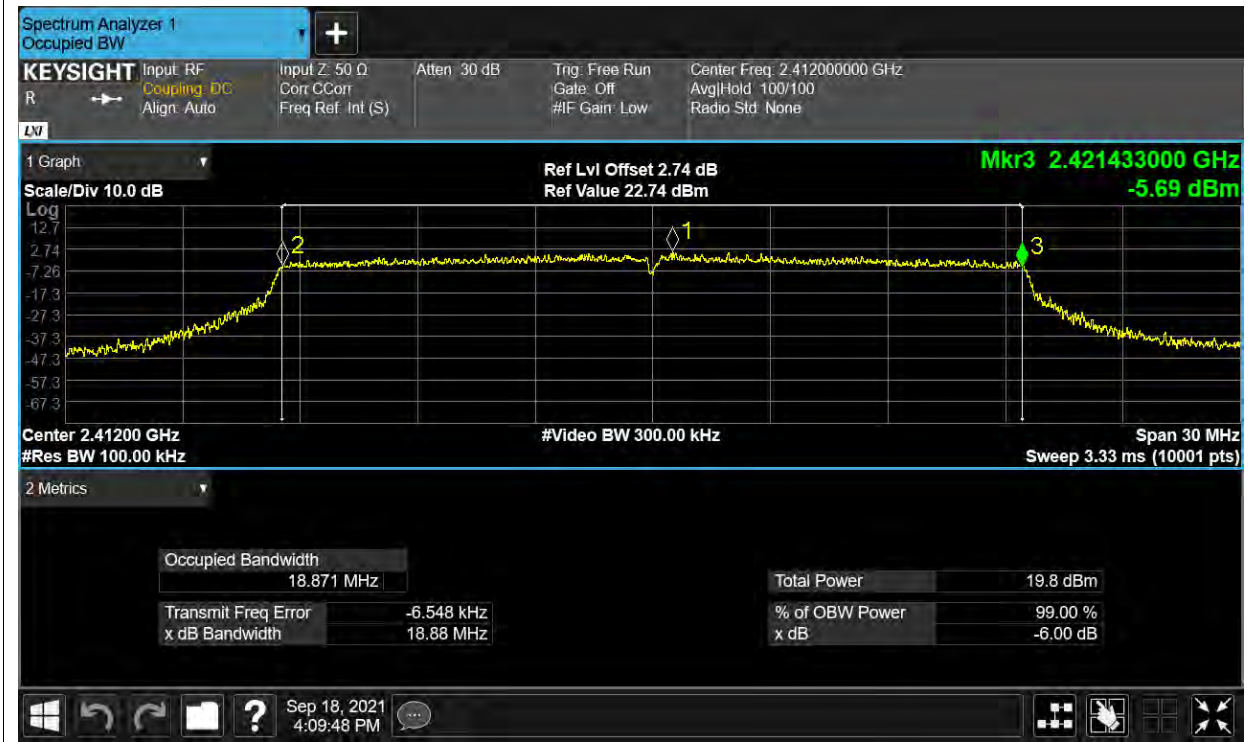 Spectrum Analyzer 1
Occupied BW
+
KEYSIGHT Input: RF Input Z: 50 Ω Atten: 30 dB Trig: Free Run Center Freq: 2.412000000 GHz
R Coupling: DC Corr CCorr Gate: Off Avg|Hold: 100/100
Align: Auto Freq Ref: Int (S) #IF Gain: Low Radio Std: None
LXI
1 Graph
Ref Lvl Offset 2.74 dB
Mkr3 2.421433000 GHz
Scale/Div 10.0 dB Ref Value 22.74 dBm -5.69 dBm
Log
12.7
2.74
-7.26
-17.3
-27.3
-37.3
-47.3
-57.3
-67.3
2
1
3
Center 2.41200 GHz #Video BW 300.00 kHz Span 30 MHz
#Res BW 100.00 kHz Sweep 3.33 ms (10001 pts)
2 Metrics
Occupied Bandwidth
18.871 MHz Total Power 19.8 dBm
Transmit Freq Error -6.548 kHz % of OBW Power 99.00 %
x dB Bandwidth 18.88 MHz x dB -6.00 dB
? Sep 18, 2021
4:09:48 PM